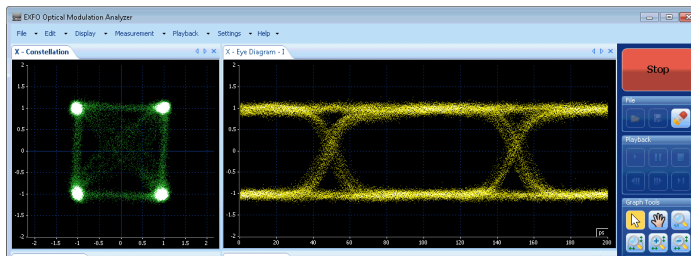 EXFO Optical Modulation Analyzer
File Edit Display Measurement Playback Settings Help
X - Constellation
X - Eye Diagram - I
Stop
File
Playback
Graph Tools
2
1.5
1
0.5
0
-0.5
-1
-1.5
-2
-2 -1.5 -1 -0.5 0 0.5 1 1.5 2
2
1.5
1
0.5
0
-0.5
-1
-1.5
-2
0 20 40 60 80 100 120 140 160 180 200
ps